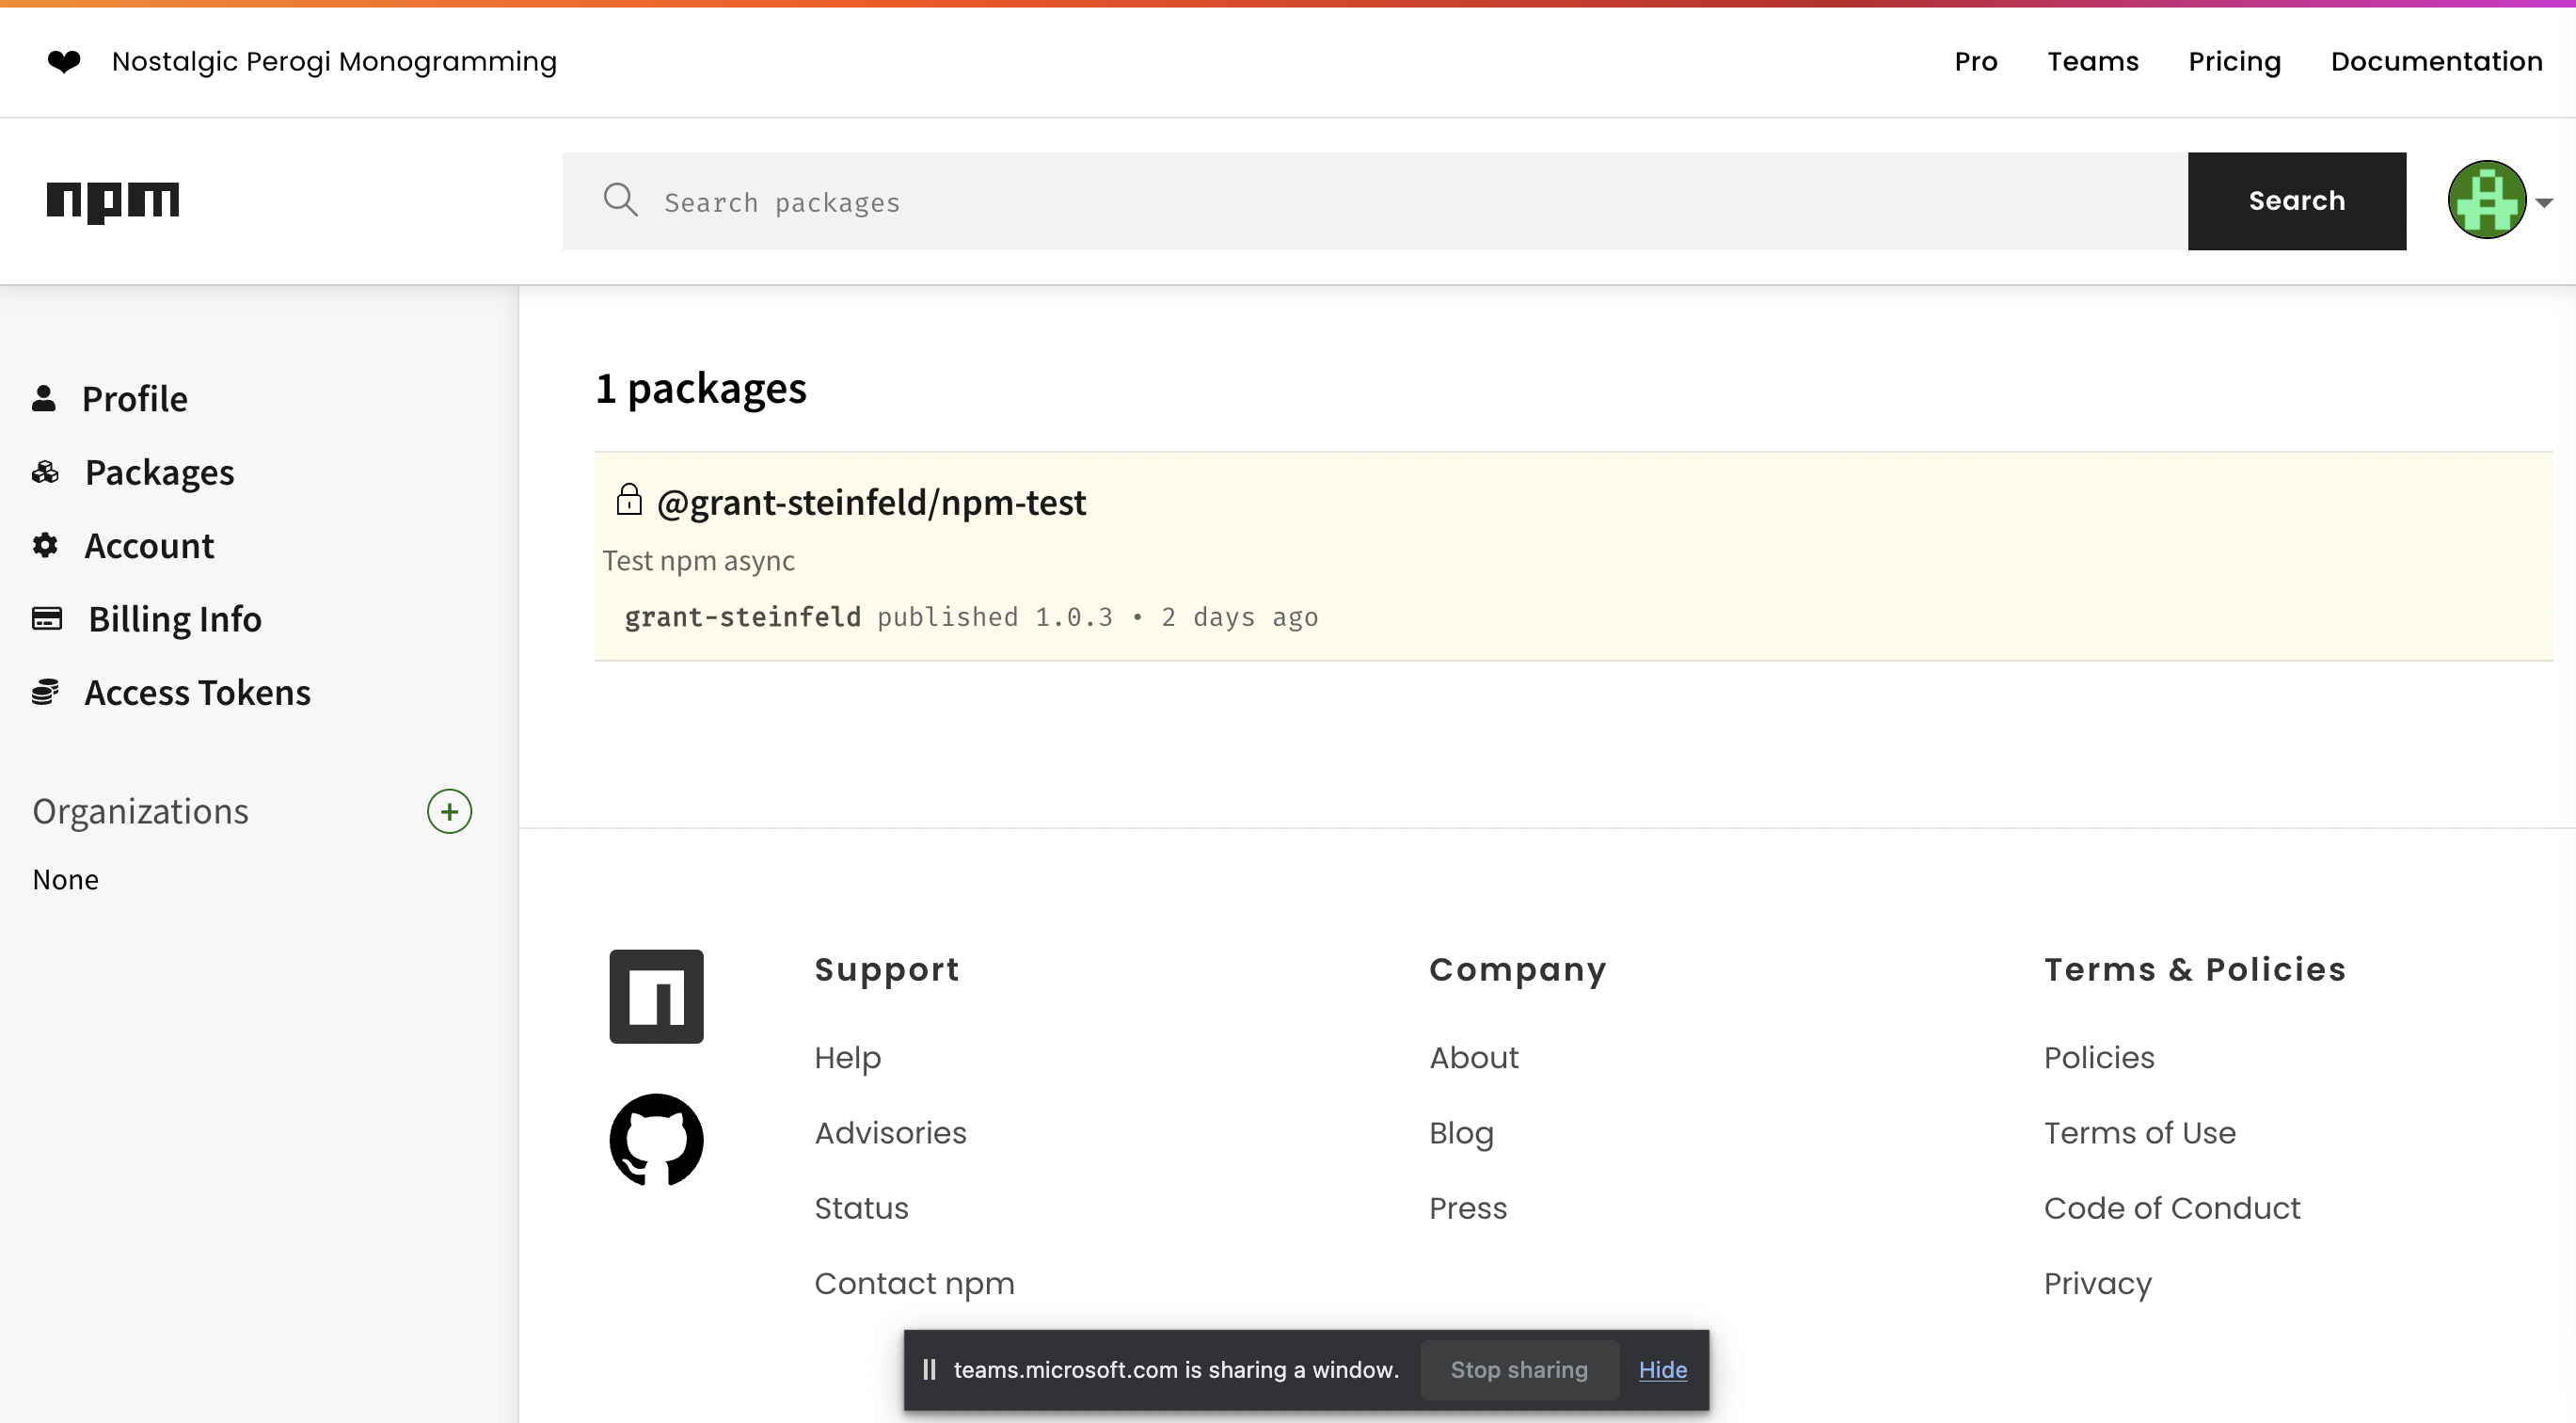 Nostalgic Perogi Monogramming
Pro Teams Pricing Documentation
npm
Search packages
Search
Profile
Packages
Account
Billing Info
Access Tokens
Organizations
+
None
1 packages
@grant-steinfeld/npm-test
Test npm async
grant-steinfeld published 1.0.3 • 2 days ago
Support
Help
Advisories
Status
Contact npm
Company
About
Blog
Press
Terms & Policies
Policies
Terms of Use
Code of Conduct
Privacy
teams.microsoft.com is sharing a window. Stop sharing Hide